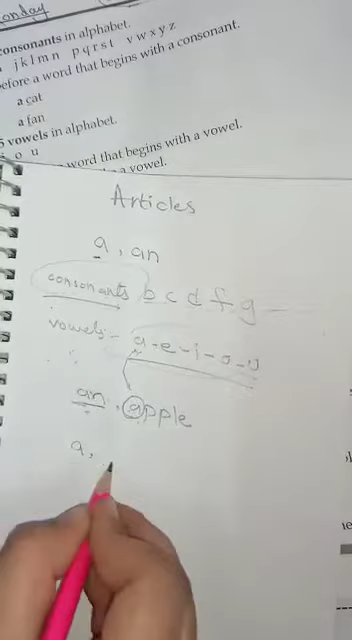 onday
consonants in alphabet.
j k l m n p q r s t v w x y z
efore a word that begins with a consonant.
a cat
a fan
5 vowels in alphabet.
o u
word that begins with a vowel.
a vowel.
Articles
a, an
consonants b c d f g -
vowels - a-e-i-o-u
an, apple
a,